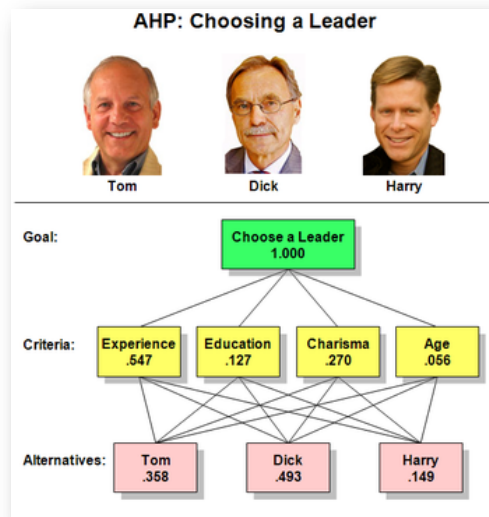 AHP: Choosing a Leader
Tom Dick Harry
Goal:
Choose a Leader
1.000
Criteria:
Experience
.547
Education
.127
Charisma
.270
Age
.056
Alternatives:
Tom
.358
Dick
.493
Harry
.149